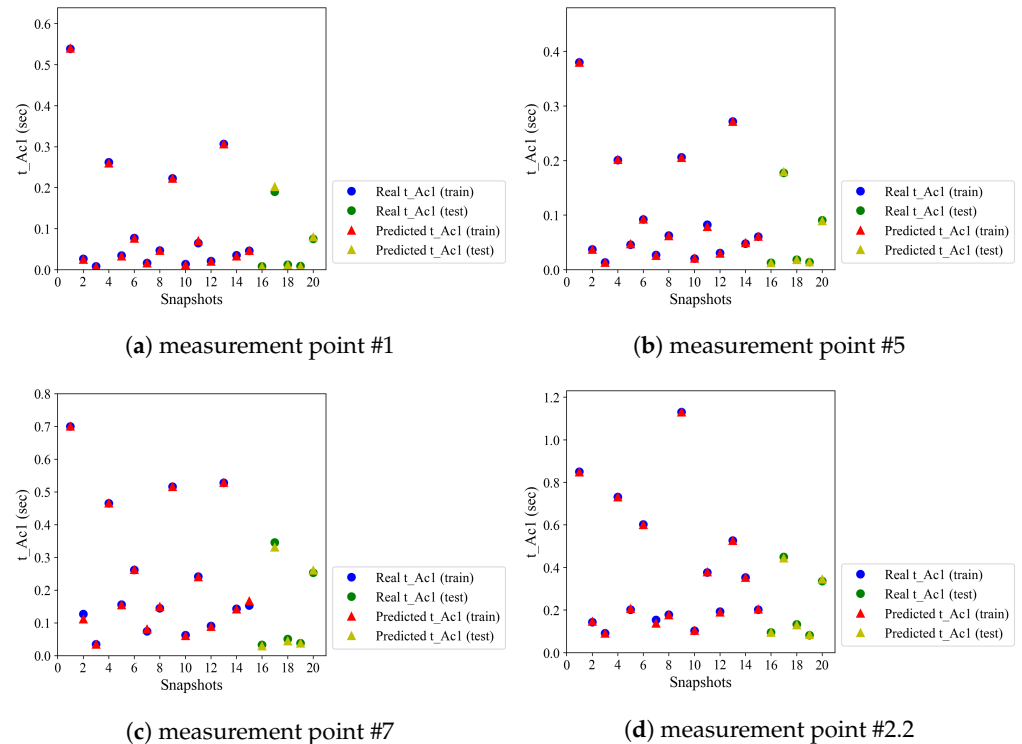 0.6
0.5
0.4
0.3
0.2
0.1
0.0
t_Ac1 (sec)
0 2 4 6 8 10 12 14 16 18 20
Snapshots
Real t_Ac1 (train)
Real t_Ac1 (test)
Predicted t_Ac1 (train)
Predicted t_Ac1 (test)
(a) measurement point #1
0.4
0.3
0.2
0.1
0.0
t_Ac1 (sec)
0 2 4 6 8 10 12 14 16 18 20
Snapshots
Real t_Ac1 (train)
Real t_Ac1 (test)
Predicted t_Ac1 (train)
Predicted t_Ac1 (test)
(b) measurement point #5
0.8
0.7
0.6
0.5
0.4
0.3
0.2
0.1
0.0
t_Ac1 (sec)
0 2 4 6 8 10 12 14 16 18 20
Snapshots
Real t_Ac1 (train)
Real t_Ac1 (test)
Predicted t_Ac1 (train)
Predicted t_Ac1 (test)
(c) measurement point #7
1.2
1.0
0.8
0.6
0.4
0.2
0.0
t_Ac1 (sec)
0 2 4 6 8 10 12 14 16 18 20
Snapshots
Real t_Ac1 (train)
Real t_Ac1 (test)
Predicted t_Ac1 (train)
Predicted t_Ac1 (test)
(d) measurement point #2.2